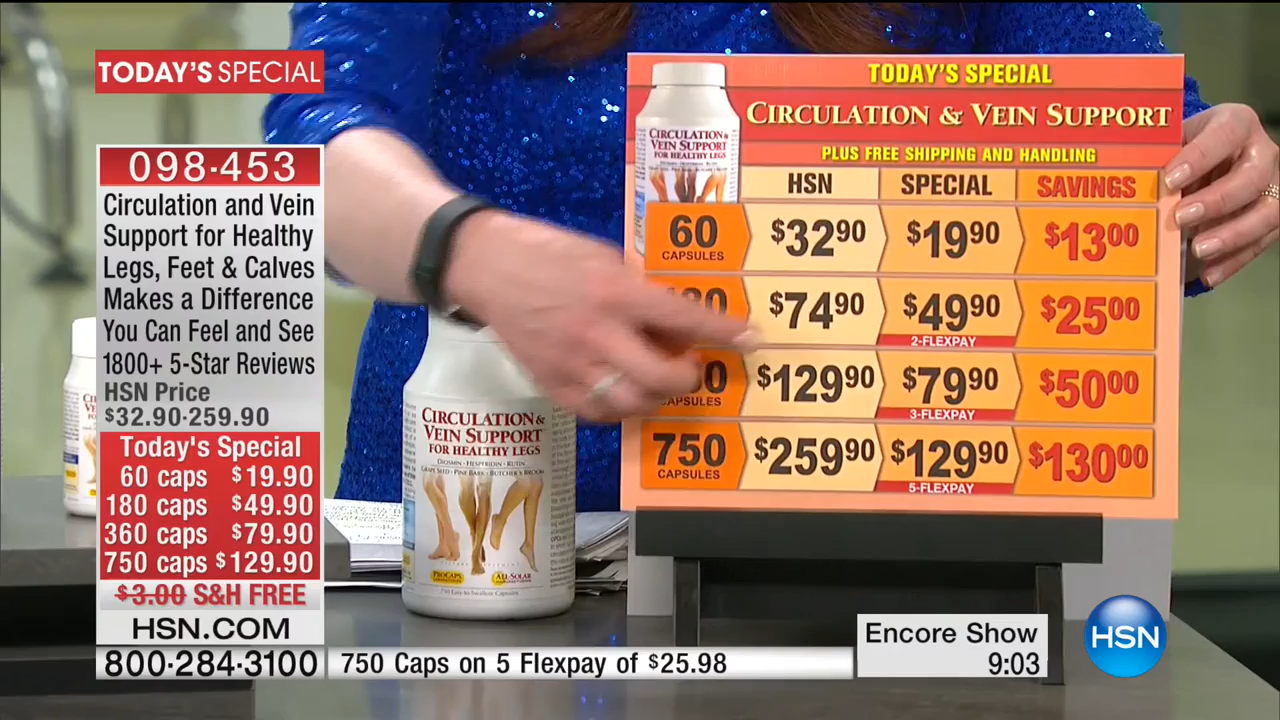 TODAY'S SPECIAL
098-453
Circulation and Vein
Support for Healthy
Legs, Feet & Calves
Makes a Difference
You Can Feel and See
1800+ 5-Star Reviews
HSN Price
$32.90-259.90
Today's Special
60 caps $19.90
180 caps $49.90
360 caps $79.90
750 caps $129.90
$3.00 S&H FREE
HSN.COM
800-284-3100
750 Caps on 5 Flexpay of $25.98
Encore Show
9:03
HSN
TODAY'S SPECIAL
CIRCULATION & VEIN SUPPORT
PLUS FREE SHIPPING AND HANDLING
HSN SPECIAL SAVINGS
60 CAPSULES $32.90 $19.90 $13.00
$74.90 $49.90 $25.00
2-FLEXPAY
CAPSULES $129.90 $79.90 $50.00
3-FLEXPAY
750 CAPSULES $259.90 $129.90 $130.00
5-FLEXPAY
CIRCULATION &
VEIN SUPPORT
FOR HEALTHY LEGS
CIRCULATION &
VEIN SUPPORT
FOR HEALTHY LEGS
DIOSMIN • HESPERIDIN • RUTIN
GRAPE SEED • PINE BARK • BUTCHER'S BROOM
PROCAPS
LABORATORIES
ALL-SOLAR
MANUFACTURING
750 Easy-to-Swallow Capsules